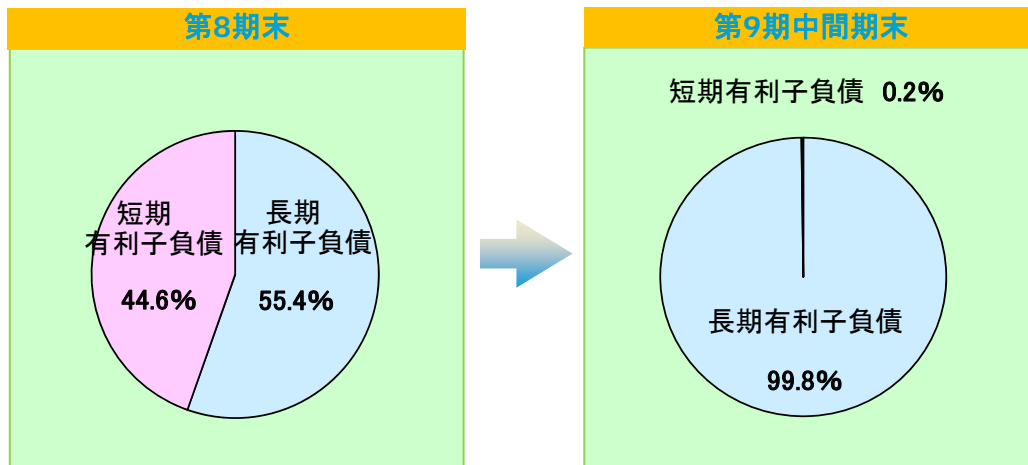 第8期末
短期
有利子負債
44.6%
長期
有利子負債
55.4%
第9期中間期末
短期有利子負債 0.2%
長期有利子負債
99.8%